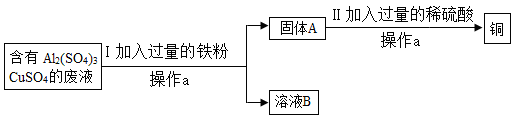 含有 Al₂(SO₄)₃
CuSO₄的废液
Ⅰ 加入过量的铁粉
操作a
固体A
Ⅱ 加入过量的稀硫酸
操作a
铜
溶液B